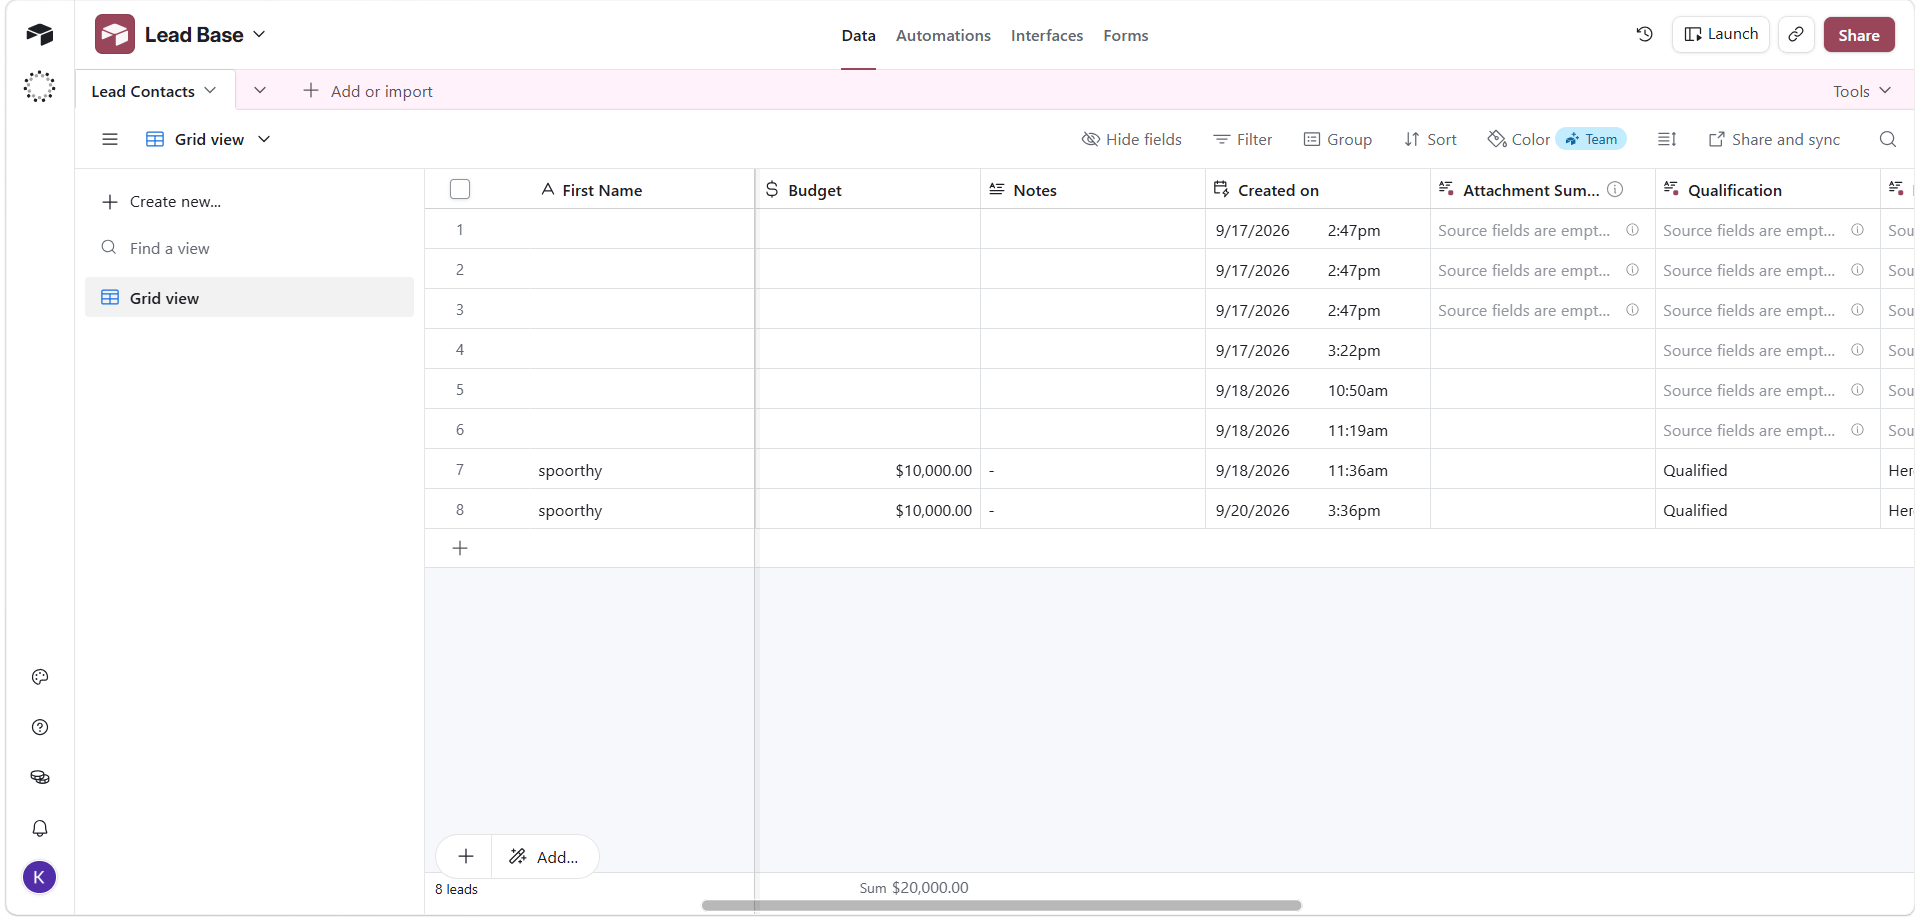 Lead Base
Data Automations Interfaces Forms
Launch
Share
Lead Contacts
Add or import
Tools
Grid view
Hide fields Filter Group Sort Color Team Share and sync
Create new...
Find a view
Grid view
First Name Budget Notes Created on Attachment Sum... Qualification
1 9/17/2026 2:47pm Source fields are empt... Source fields are empt... Sou
2 9/17/2026 2:47pm Source fields are empt... Source fields are empt... Sou
3 9/17/2026 2:47pm Source fields are empt... Source fields are empt... Sou
4 9/17/2026 3:22pm Source fields are empt... Sou
5 9/18/2026 10:50am Source fields are empt... Sou
6 9/18/2026 11:19am Source fields are empt... Sou
7 spoorthy $10,000.00 - 9/18/2026 11:36am Qualified Her
8 spoorthy $10,000.00 - 9/20/2026 3:36pm Qualified Her
Add...
8 leads
Sum $20,000.00
K